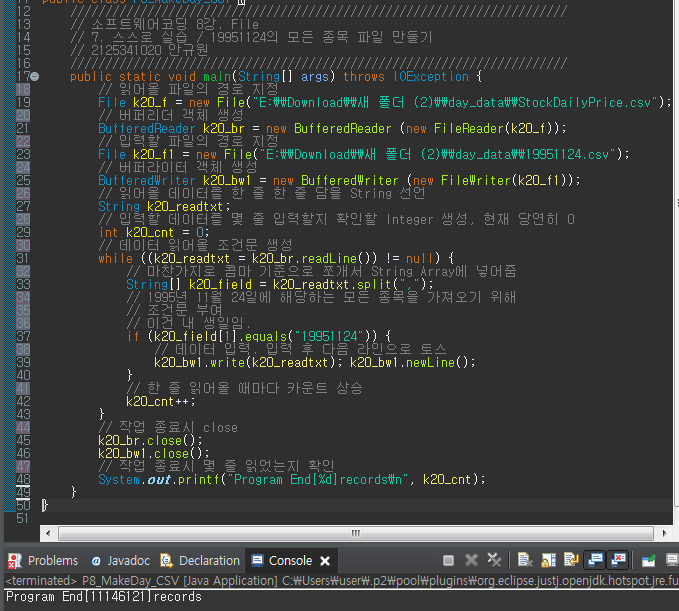 public class P8_MakeDay_CSV {
12 //////////////////////////////////////////////////////////////////////
13 // 소프트웨어코딩 8강. File
14 // 7. 스스로 실습 / 19951124의 모든 종목 파일 만들기
15 // 2125341020 안규원
16 //////////////////////////////////////////////////////////////////////
17 public static void main(String[] args) throws IOException {
18 // 읽어올 파일의 경로 지정
19 File k20_f = new File("E:₩₩Download₩₩새 폴더 (2)₩₩day_data₩₩StockDailyPrice.csv");
20 // 버퍼리더 객체 생성
21 BufferedReader k20_br = new BufferedReader (new FileReader(k20_f));
22 // 입력할 파일의 경로 지정
23 File k20_f1 = new File("E:₩₩Download₩₩새 폴더 (2)₩₩day_data₩₩19951124.csv");
24 // 버퍼라이터 객체 생성
25 BufferedWriter k20_bw1 = new BufferedWriter (new FileWriter(k20_f1));
26 // 읽어올 데이터를 한 줄 한 줄 담을 String 선언
27 String k20_readtxt;
28 // 입력할 데이터를 몇 줄 입력할지 확인할 Integer 생성, 현재 당연히 0
29 int k20_cnt = 0;
30 // 데이터 읽어올 조건문 생성
31 while ((k20_readtxt = k20_br.readLine()) != null) {
32 // 마찬가지로 콤마 기준으로 쪼개서 String Array에 넣어줌
33 String[] k20_field = k20_readtxt.split(",");
34 // 1995년 11월 24일에 해당하는 모든 종목을 가져오기 위해
35 // 조건문 부여
36 // 이건 내 생일임.
37 if (k20_field[1].equals("19951124")) {
38 // 데이터 입력. 입력 후 다음 라인으로 토스
39 k20_bw1.write(k20_readtxt); k20_bw1.newLine();
40 }
41 // 한 줄 읽어올 때마다 카운트 상승
42 k20_cnt++;
43 }
44 // 작업 종료시 close
45 k20_br.close();
46 k20_bw1.close();
47 // 작업 종료시 몇 줄 읽었는지 확인
48 System.out.printf("Program End[%d]records₩n", k20_cnt);
49 }
50 }
51
Problems @ Javadoc Declaration Console
<terminated> P8_MakeDay_CSV [Java Application] C:₩Users₩user₩.p2₩pool₩plugins₩org.eclipse.justj.openjdk.hotspot.jre.fu
Program End[11146121]records